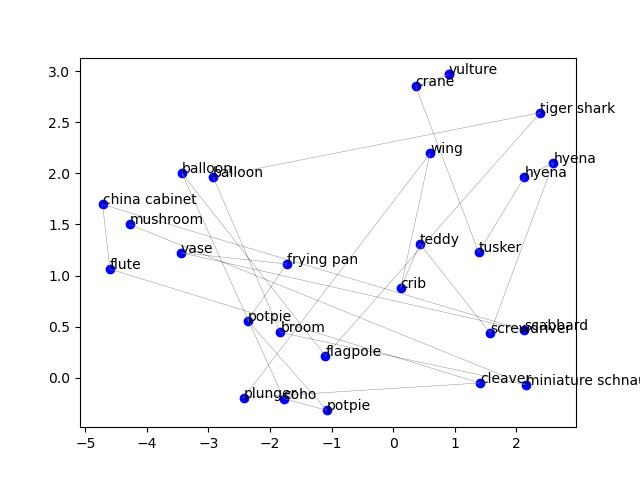 3.0
vulture
crane
2.5
tiger shark
wing
2.0
balloon
balloon
hyena
hyena
china cabinet
1.5
mushroom
teddy
vase
tusker
frying pan
flute
1.0
crib
potpie
0.5
broom
screwdriver
scabbard
flagpole
0.0
cleaver
miniature schnau
plunger
coho
potpie
−5
−4
−3
−2
−1
0
1
2